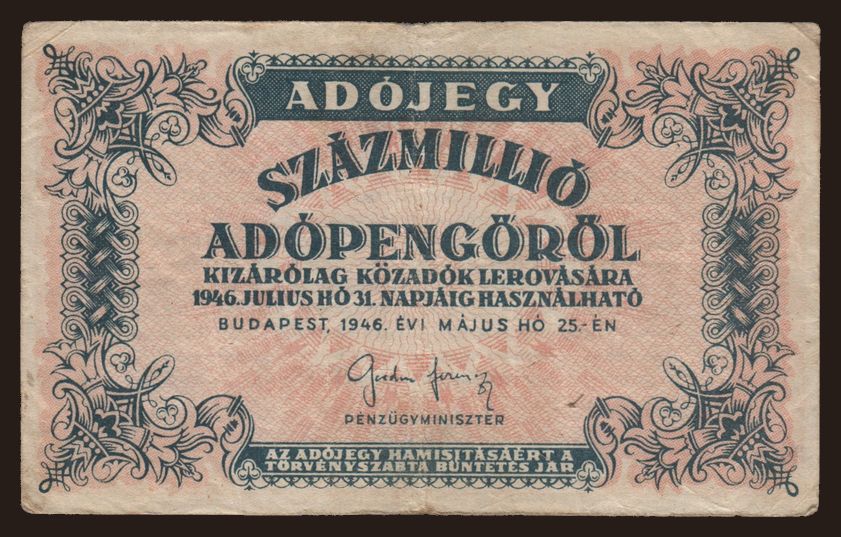 ADÓJEGY
SZÁZMILLIÓ
ADÓPENGŐRŐL
KIZÁRÓLAG KÖZADÓK LEROVÁSÁRA
1946. JULIUS HÓ 31. NAPJÁIG HASZNÁLHATÓ
BUDAPEST, 1946. ÉVI MÁJUS HÓ 25.-ÉN
PÉNZÜGYMINISZTER
AZ ADÓJEGY HAMISITÁSAÉRT A
TÖRVÉNYSZABTA BÜNTETÉS JÁR